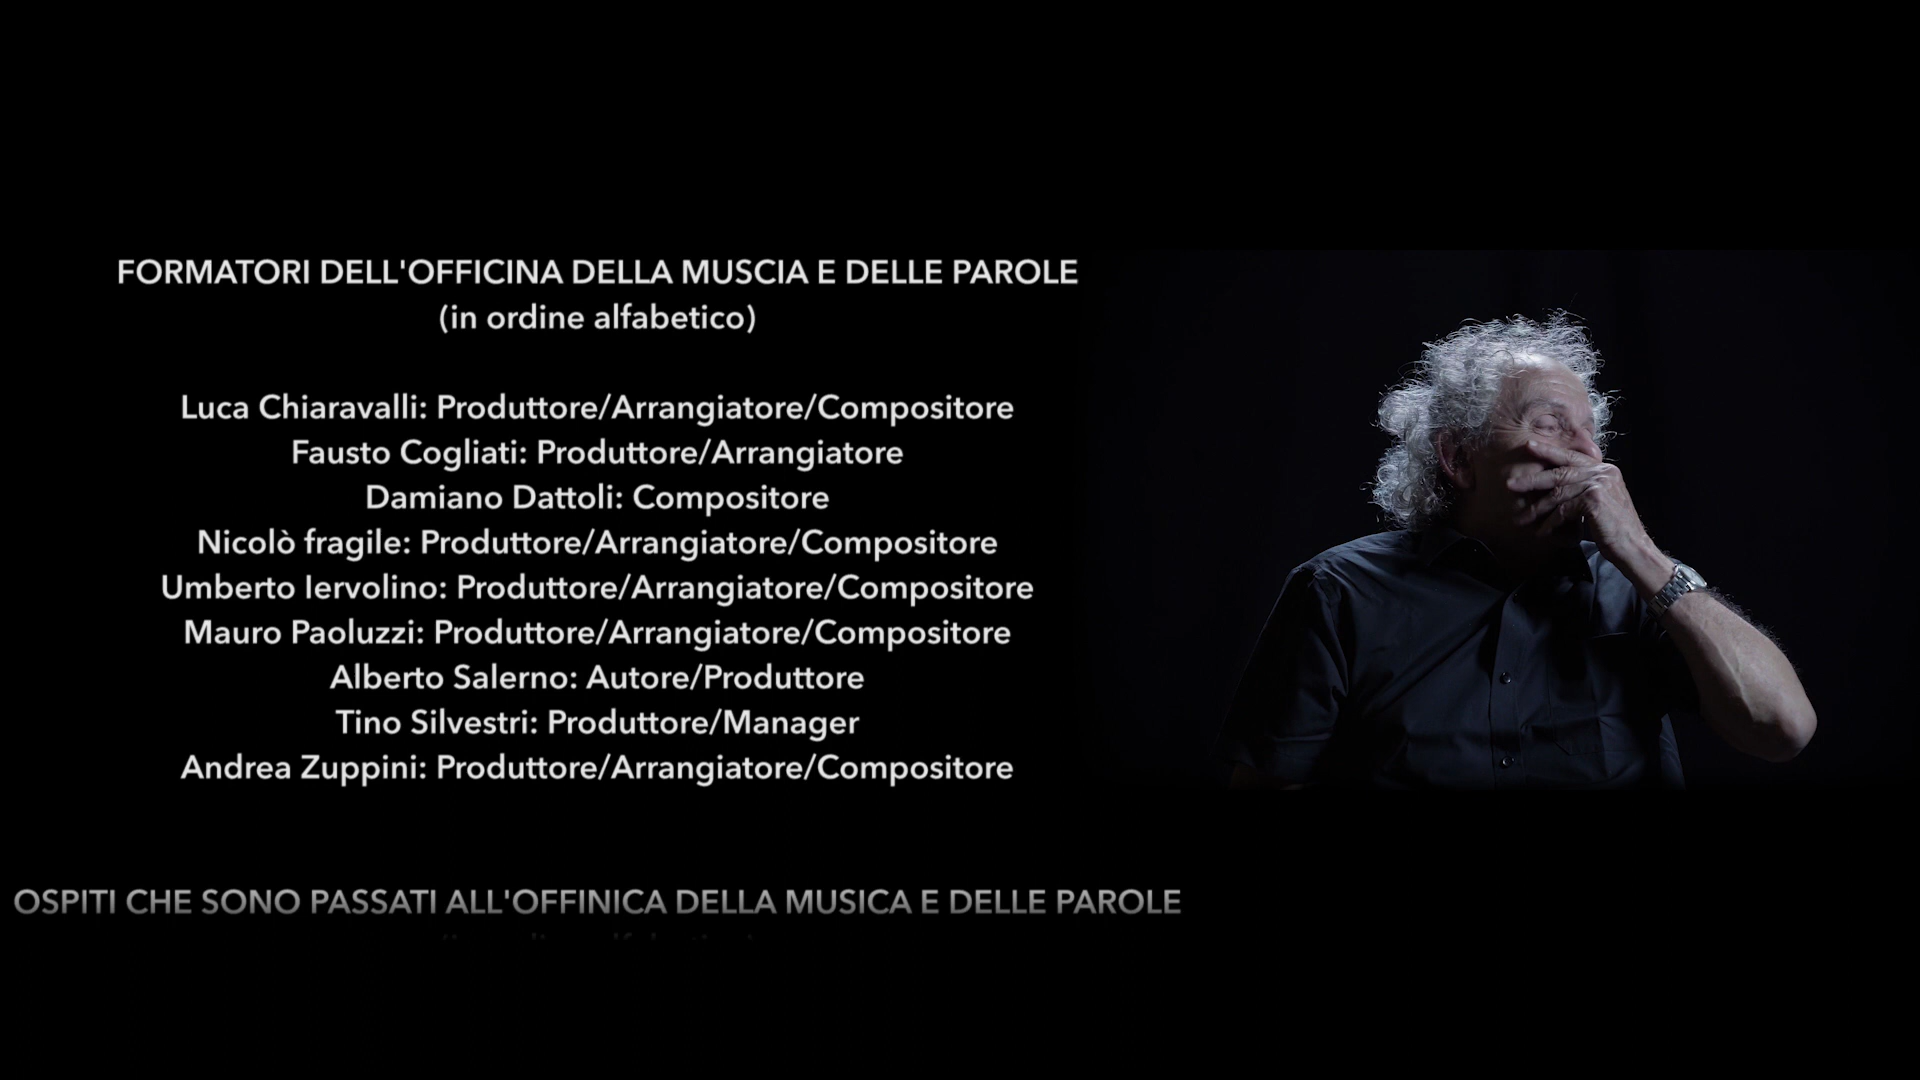 FORMATORI DELL'OFFICINA DELLA MUSCIA E DELLE PAROLE
(in ordine alfabetico)
Luca Chiaravalli: Produttore/Arrangiatore/Compositore
Fausto Cogliati: Produttore/Arrangiatore
Damiano Dattoli: Compositore
Nicolò fragile: Produttore/Arrangiatore/Compositore
Umberto Iervolino: Produttore/Arrangiatore/Compositore
Mauro Paoluzzi: Produttore/Arrangiatore/Compositore
Alberto Salerno: Autore/Produttore
Tino Silvestri: Produttore/Manager
Andrea Zuppini: Produttore/Arrangiatore/Compositore
OSPITI CHE SONO PASSATI ALL'OFFINICA DELLA MUSICA E DELLE PAROLE